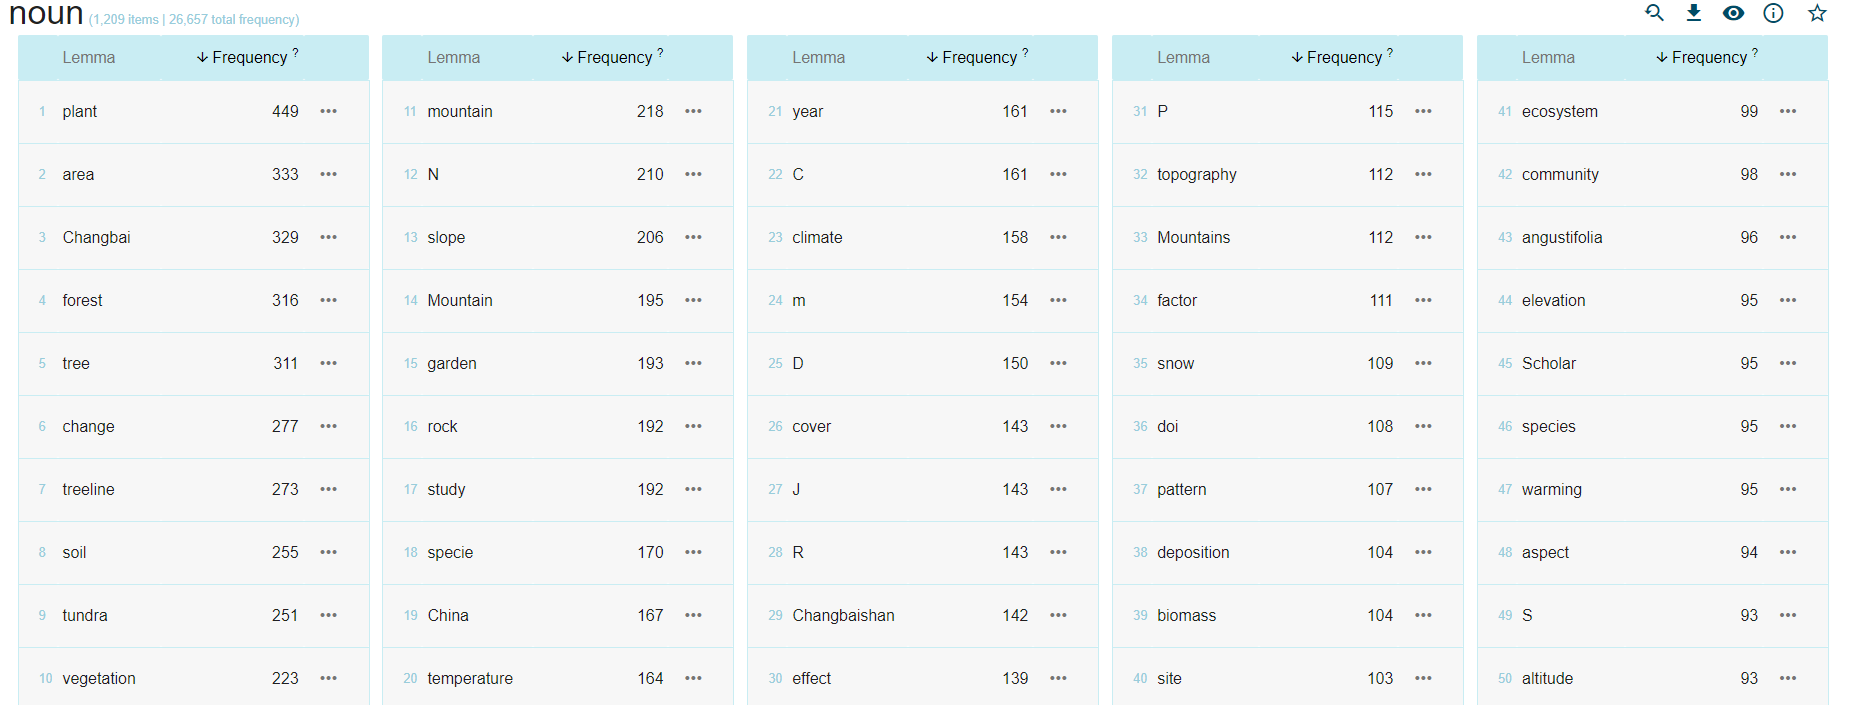 noun (1,209 items | 26,657 total frequency)
Lemma ↓ Frequency ? Lemma ↓ Frequency ? Lemma ↓ Frequency ? Lemma ↓ Frequency ? Lemma ↓ Frequency ?
1 plant 449 ••• 11 mountain 218 ••• 21 year 161 ••• 31 P 115 ••• 41 ecosystem 99 •••
2 area 333 ••• 12 N 210 ••• 22 C 161 ••• 32 topography 112 ••• 42 community 98 •••
3 Changbai 329 ••• 13 slope 206 ••• 23 climate 158 ••• 33 Mountains 112 ••• 43 angustifolia 96 •••
4 forest 316 ••• 14 Mountain 195 ••• 24 m 154 ••• 34 factor 111 ••• 44 elevation 95 •••
5 tree 311 ••• 15 garden 193 ••• 25 D 150 ••• 35 snow 109 ••• 45 Scholar 95 •••
6 change 277 ••• 16 rock 192 ••• 26 cover 143 ••• 36 doi 108 ••• 46 species 95 •••
7 treeline 273 ••• 17 study 192 ••• 27 J 143 ••• 37 pattern 107 ••• 47 warming 95 •••
8 soil 255 ••• 18 specie 170 ••• 28 R 143 ••• 38 deposition 104 ••• 48 aspect 94 •••
9 tundra 251 ••• 19 China 167 ••• 29 Changbaishan 142 ••• 39 biomass 104 ••• 49 S 93 •••
10 vegetation 223 ••• 20 temperature 164 ••• 30 effect 139 ••• 40 site 103 ••• 50 altitude 93 •••